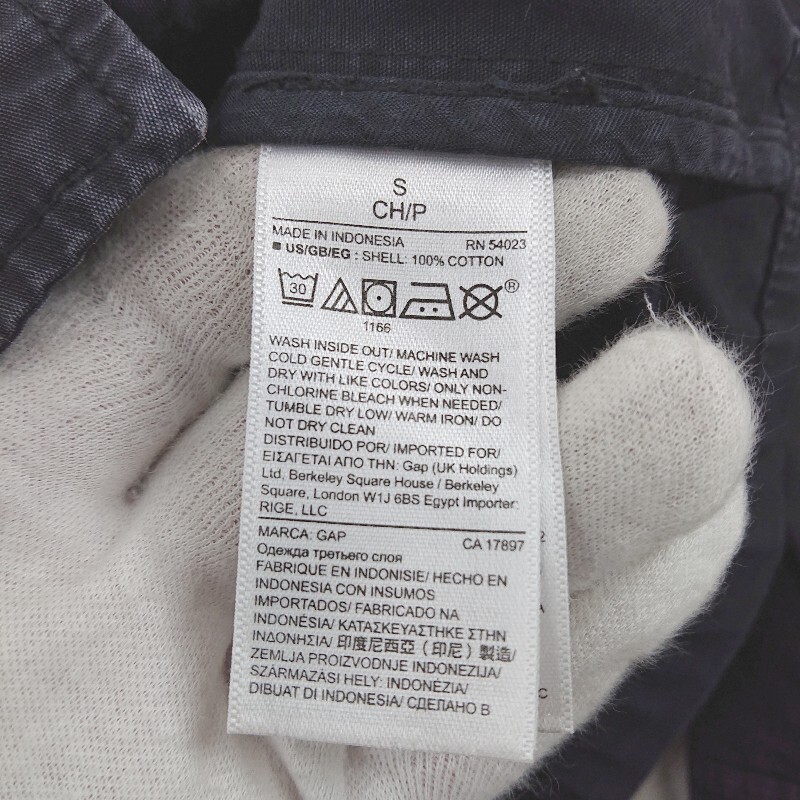 S
CH/P
MADE IN INDONESIA RN 54023
US/GB/EG : SHELL: 100% COTTON
30 ®
1166
WASH INSIDE OUT/ MACHINE WASH
COLD GENTLE CYCLE/ WASH AND
DRY WITH LIKE COLORS/ ONLY NON-
CHLORINE BLEACH WHEN NEEDED/
TUMBLE DRY LOW/ WARM IRON/ DO
NOT DRY CLEAN
DISTRIBUIDO POR/ IMPORTED FOR/
ΕΙΣΑΓΕΤΑΙ ΑΠΟ ΤΗΝ: Gap (UK Holdings)
Ltd, Berkeley Square House / Berkeley
Square, London W1J 6BS Egypt Importer:
RIGE, LLC
MARCA: GAP CA 17897
Одежда третьего слоя
FABRIQUE EN INDONISIE/ HECHO EN
INDONESIA CON INSUMOS
IMPORTADOS/ FABRICADO NA
INDONÉSIA/ ΚΑΤΑΣΚΕΥΑΣΤΗΚΕ ΣΤΗΝ
ΙΝΔΟΝΗΣΙΑ/ 印度尼西亞（印尼）製造/
ZEMLJA PROIZVODNJE INDONEZIJA/
SZÁRMAZÁSI HELY: INDONÉZIA/
DIBUAT DI INDONESIA/ СДЕЛАНО В